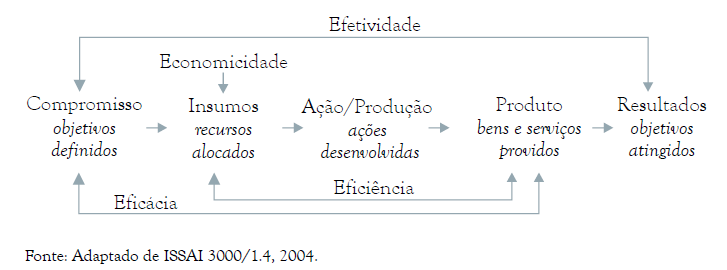 Efetividade
Economicidade
Compromisso
objetivos
definidos
Insumos
recursos
alocados
Ação/Produção
ações
desenvolvidas
Produto
bens e serviços
providos
Resultados
objetivos
atingidos
Eficiência
Eficácia
Fonte: Adaptado de ISSAI 3000/1.4, 2004.